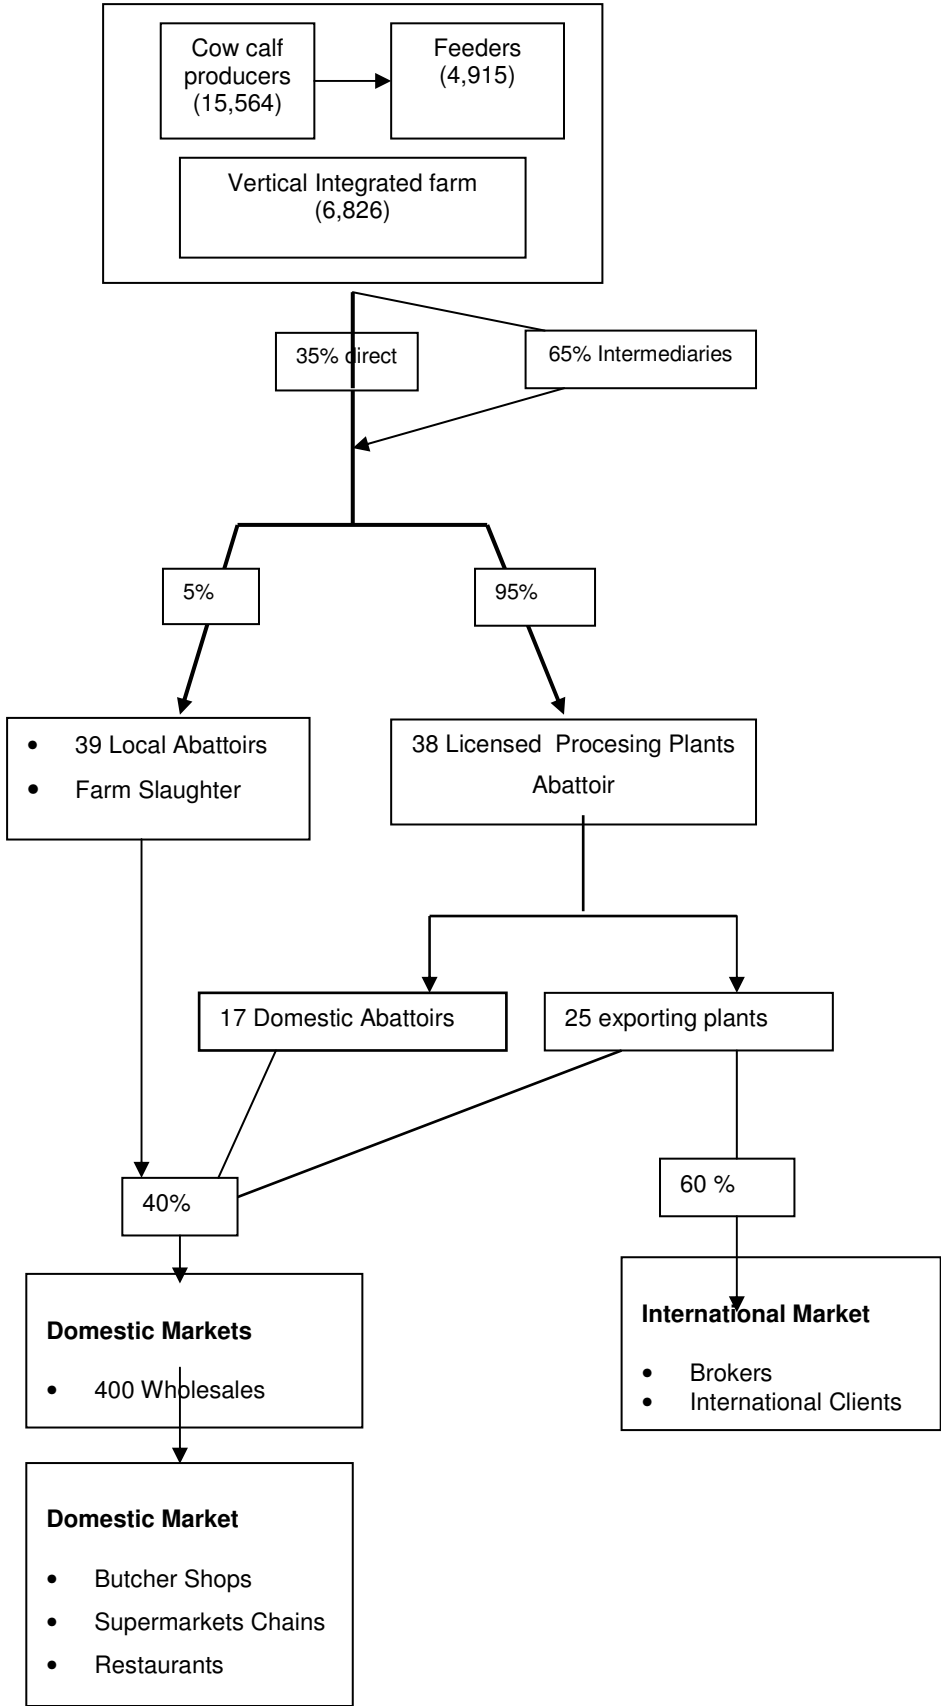 Cow calf
producers
(15,564)
Feeders
(4,915)
Vertical Integrated farm
(6,826)
35% direct
65% Intermediaries
5%
95%
• 39 Local Abattoirs
• Farm Slaughter
38 Licensed Procesing Plants
Abattoir
17 Domestic Abattoirs
25 exporting plants
40%
60 %
Domestic Markets
• 400 Wholesales
International Market
• Brokers
• International Clients
Domestic Market
• Butcher Shops
• Supermarkets Chains
• Restaurants